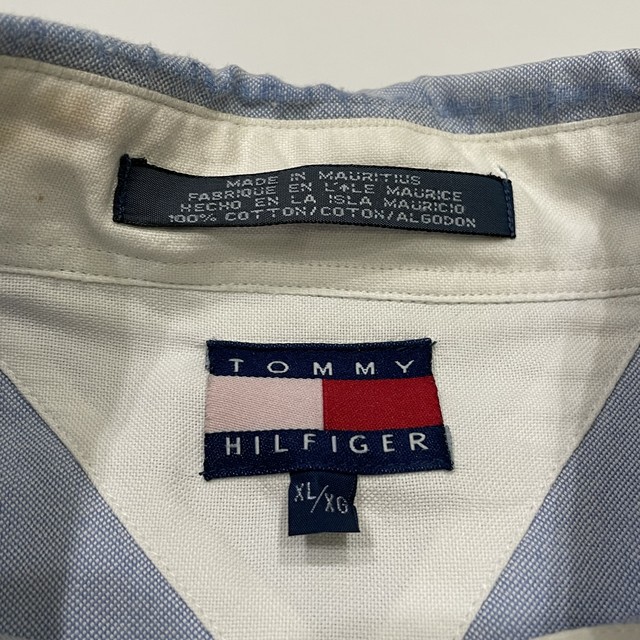 MADE IN MAURITIUS
FABRIQUE EN L'ÎLE MAURICE
HECHO EN LA ISLA MAURICIO
100% COTTON/COTON/ALGODON
TOMMY
HILFIGER
XL/XG